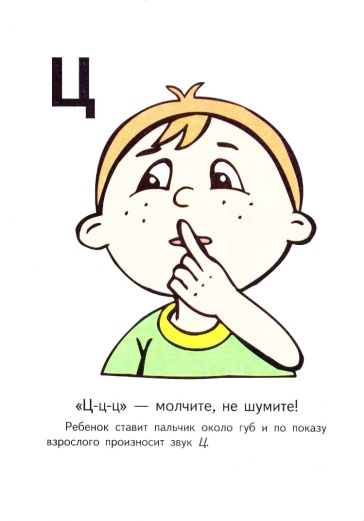 Ц
«Ц-ц-ц» — молчите, не шумите!
Ребенок ставит пальчик около губ и по показу
взрослого произносит звук Ц.